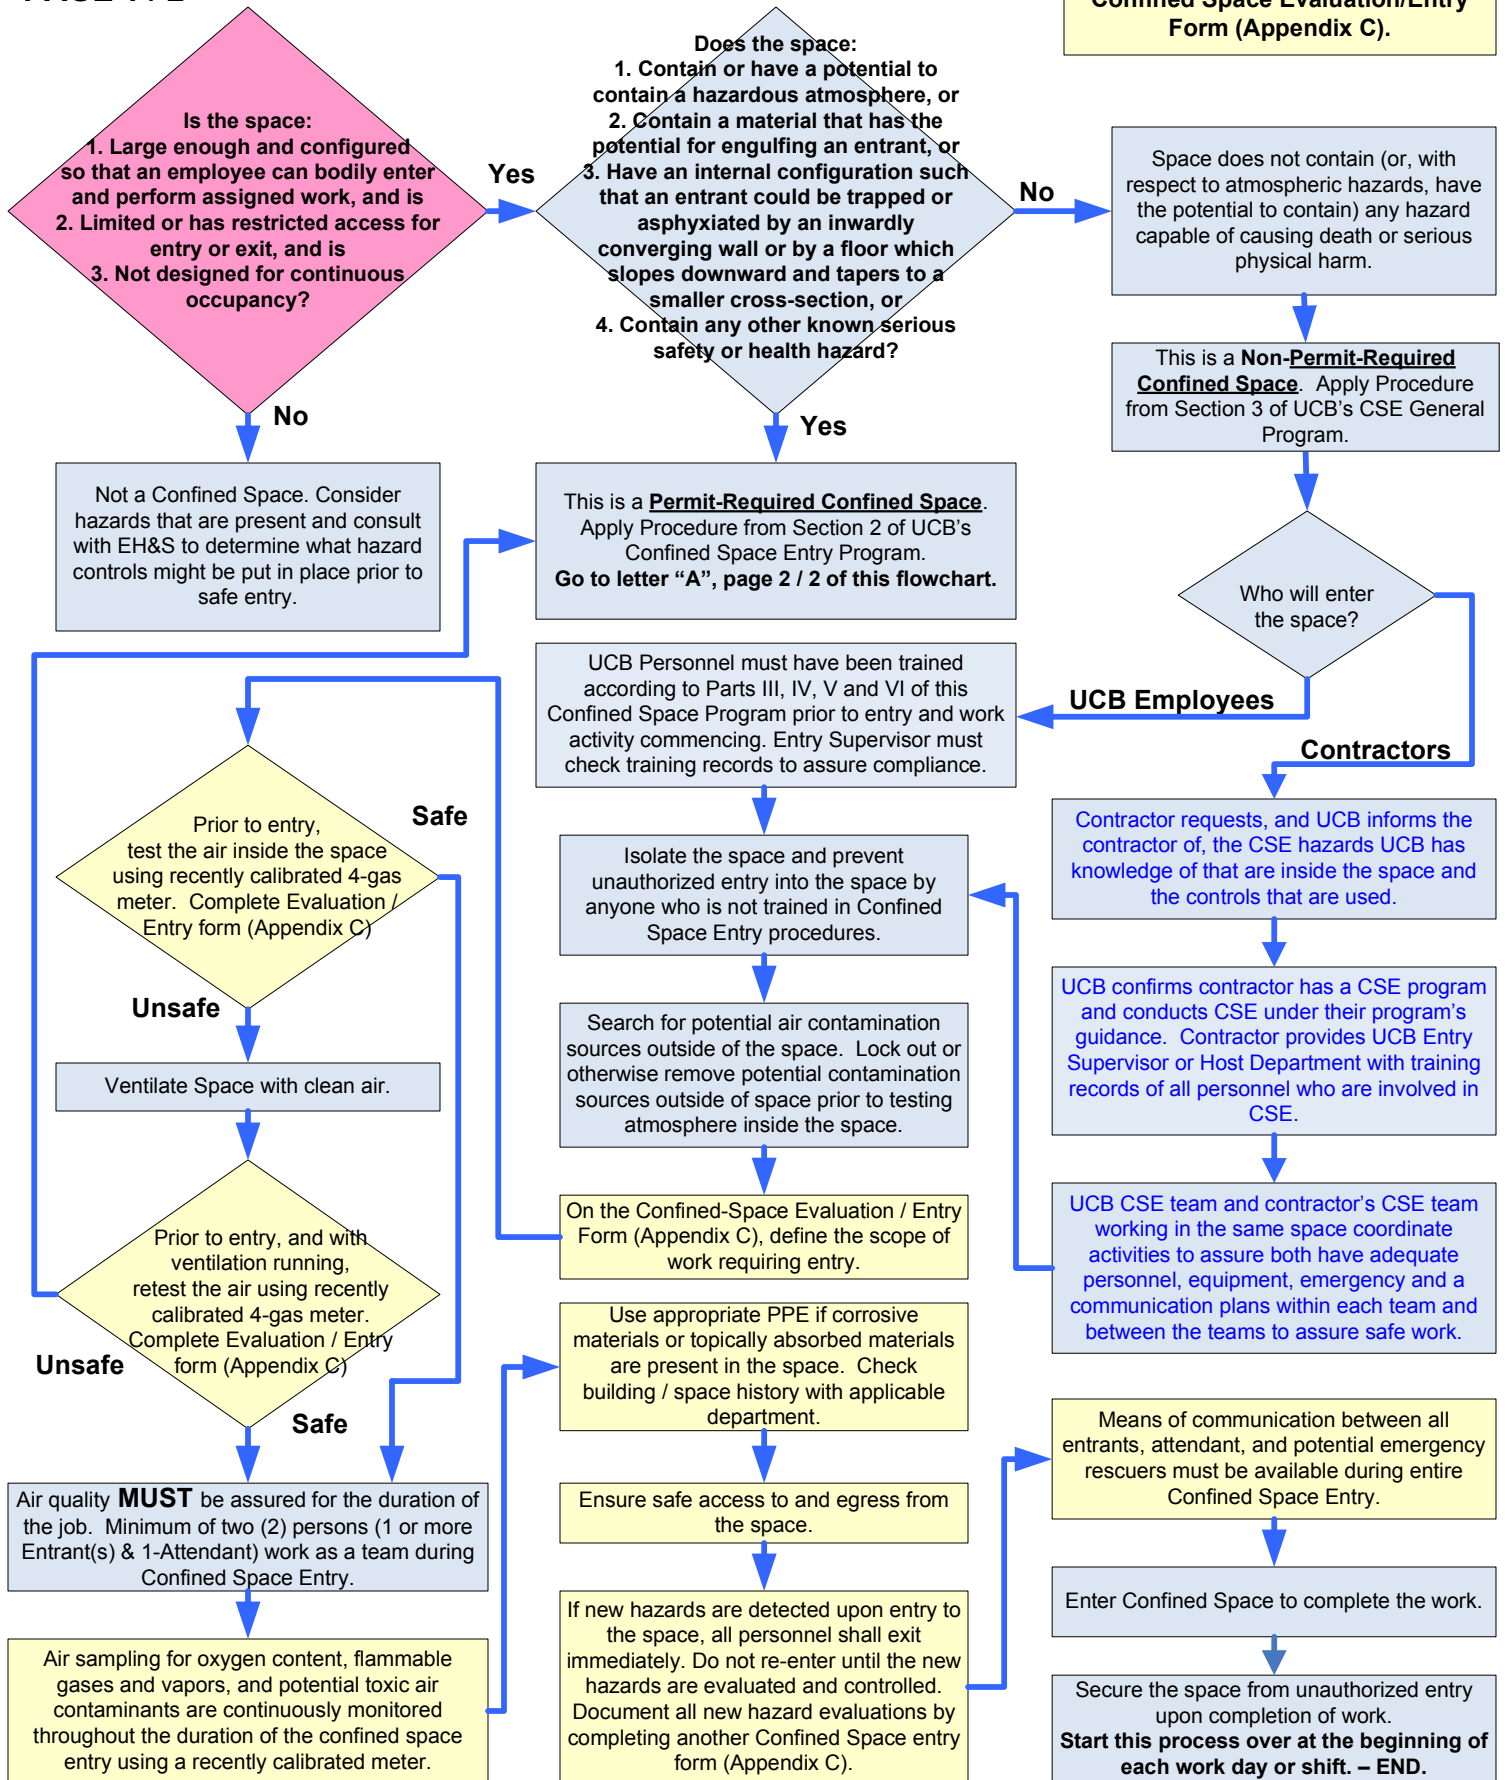 PAGE 1 / 2
Confined Space Evaluation/Entry
Form (Appendix C).
Is the space:
1. Large enough and configured
so that an employee can bodily enter
and perform assigned work, and is
2. Limited or has restricted access for
entry or exit, and is
3. Not designed for continuous
occupancy?
Yes
No
Does the space:
1. Contain or have a potential to
contain a hazardous atmosphere, or
2. Contain a material that has the
potential for engulfing an entrant, or
3. Have an internal configuration such
that an entrant could be trapped or
asphyxiated by an inwardly
converging wall or by a floor which
slopes downward and tapers to a
smaller cross-section, or
4. Contain any other known serious
safety or health hazard?
No
Yes
Space does not contain (or, with
respect to atmospheric hazards, have
the potential to contain) any hazard
capable of causing death or serious
physical harm.
This is a Non-Permit-Required
Confined Space. Apply Procedure
from Section 3 of UCB's CSE General
Program.
Not a Confined Space. Consider
hazards that are present and consult
with EH&S to determine what hazard
controls might be put in place prior to
safe entry.
This is a Permit-Required Confined Space.
Apply Procedure from Section 2 of UCB's
Confined Space Entry Program.
Go to letter “A”, page 2 / 2 of this flowchart.
Who will enter
the space?
UCB Employees
Contractors
UCB Personnel must have been trained
according to Parts III, IV, V and VI of this
Confined Space Program prior to entry and work
activity commencing. Entry Supervisor must
check training records to assure compliance.
Contractor requests, and UCB informs the
contractor of, the CSE hazards UCB has
knowledge of that are inside the space and
the controls that are used.
UCB confirms contractor has a CSE program
and conducts CSE under their program's
guidance. Contractor provides UCB Entry
Supervisor or Host Department with training
records of all personnel who are involved in
CSE.
UCB CSE team and contractor's CSE team
working in the same space coordinate
activities to assure both have adequate
personnel, equipment, emergency and a
communication plans within each team and
between the teams to assure safe work.
Isolate the space and prevent
unauthorized entry into the space by
anyone who is not trained in Confined
Space Entry procedures.
Search for potential air contamination
sources outside of the space. Lock out or
otherwise remove potential contamination
sources outside of space prior to testing
atmosphere inside the space.
On the Confined-Space Evaluation / Entry
Form (Appendix C), define the scope of
work requiring entry.
Prior to entry,
test the air inside the space
using recently calibrated 4-gas
meter. Complete Evaluation /
Entry form (Appendix C)
Safe
Unsafe
Ventilate Space with clean air.
Prior to entry, and with
ventilation running,
retest the air using recently
calibrated 4-gas meter.
Complete Evaluation / Entry
form (Appendix C)
Unsafe
Safe
Air quality MUST be assured for the duration of
the job. Minimum of two (2) persons (1 or more
Entrant(s) & 1-Attendant) work as a team during
Confined Space Entry.
Air sampling for oxygen content, flammable
gases and vapors, and potential toxic air
contaminants are continuously monitored
throughout the duration of the confined space
entry using a recently calibrated meter.
Use appropriate PPE if corrosive
materials or topically absorbed materials
are present in the space. Check
building / space history with applicable
department.
Ensure safe access to and egress from
the space.
If new hazards are detected upon entry to
the space, all personnel shall exit
immediately. Do not re-enter until the new
hazards are evaluated and controlled.
Document all new hazard evaluations by
completing another Confined Space entry
form (Appendix C).
Means of communication between all
entrants, attendant, and potential emergency
rescuers must be available during entire
Confined Space Entry.
Enter Confined Space to complete the work.
Secure the space from unauthorized entry
upon completion of work.
Start this process over at the beginning of
each work day or shift. – END.